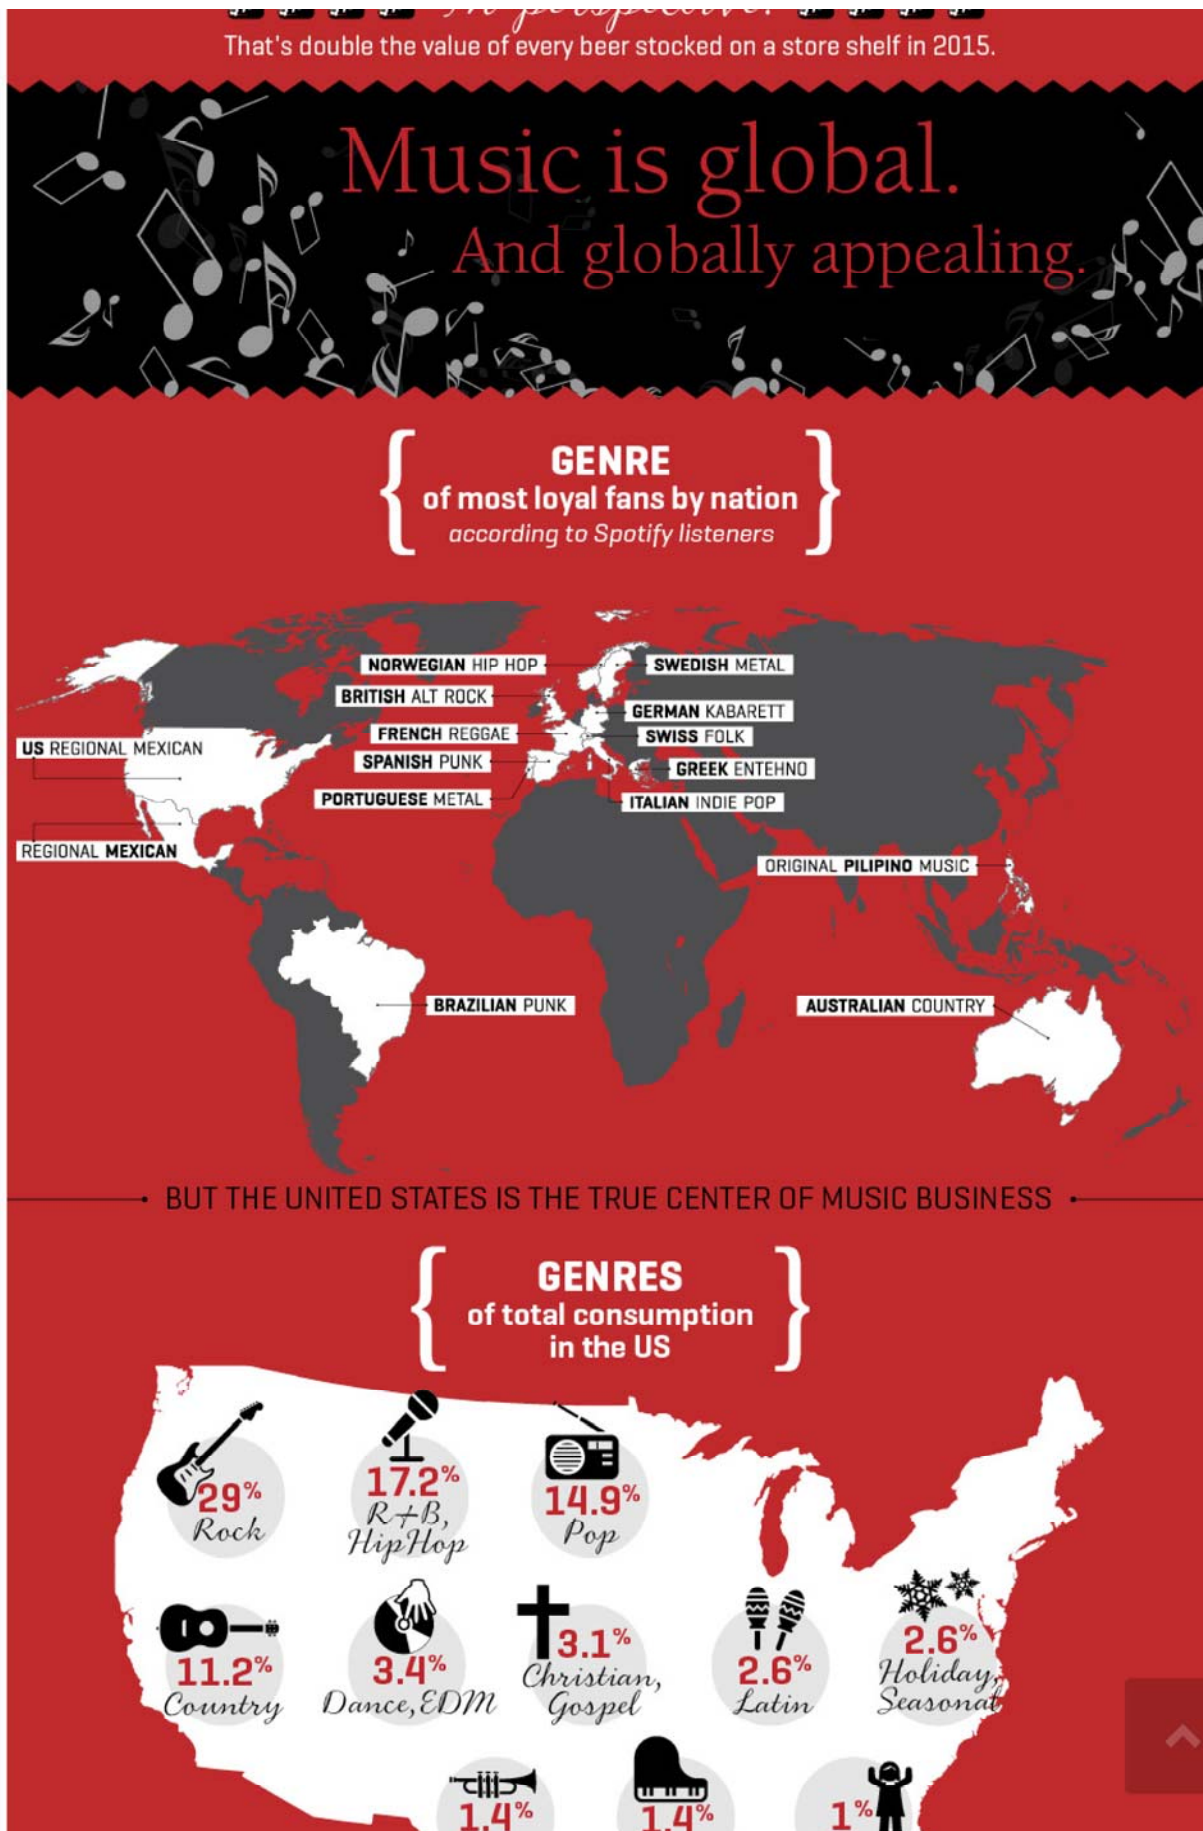 In perspective:
That's double the value of every beer stocked on a store shelf in 2015.
Music is global.
And globally appealing.
GENRE
of most loyal fans by nation
according to Spotify listeners
NORWEGIAN HIP HOP
SWEDISH METAL
BRITISH ALT ROCK
GERMAN KABARETT
FRENCH REGGAE
SWISS FOLK
US REGIONAL MEXICAN
SPANISH PUNK
GREEK ENTEHNO
PORTUGUESE METAL
ITALIAN INDIE POP
REGIONAL MEXICAN
ORIGINAL PILIPINO MUSIC
BRAZILIAN PUNK
AUSTRALIAN COUNTRY
BUT THE UNITED STATES IS THE TRUE CENTER OF MUSIC BUSINESS
GENRES
of total consumption
in the US
29%
Rock
17.2%
R+B,
HipHop
14.9%
Pop
11.2%
Country
3.4%
Dance, EDM
3.1%
Christian,
Gospel
2.6%
Latin
2.6%
Holiday,
Seasonal
1.4%
1.4%
1%